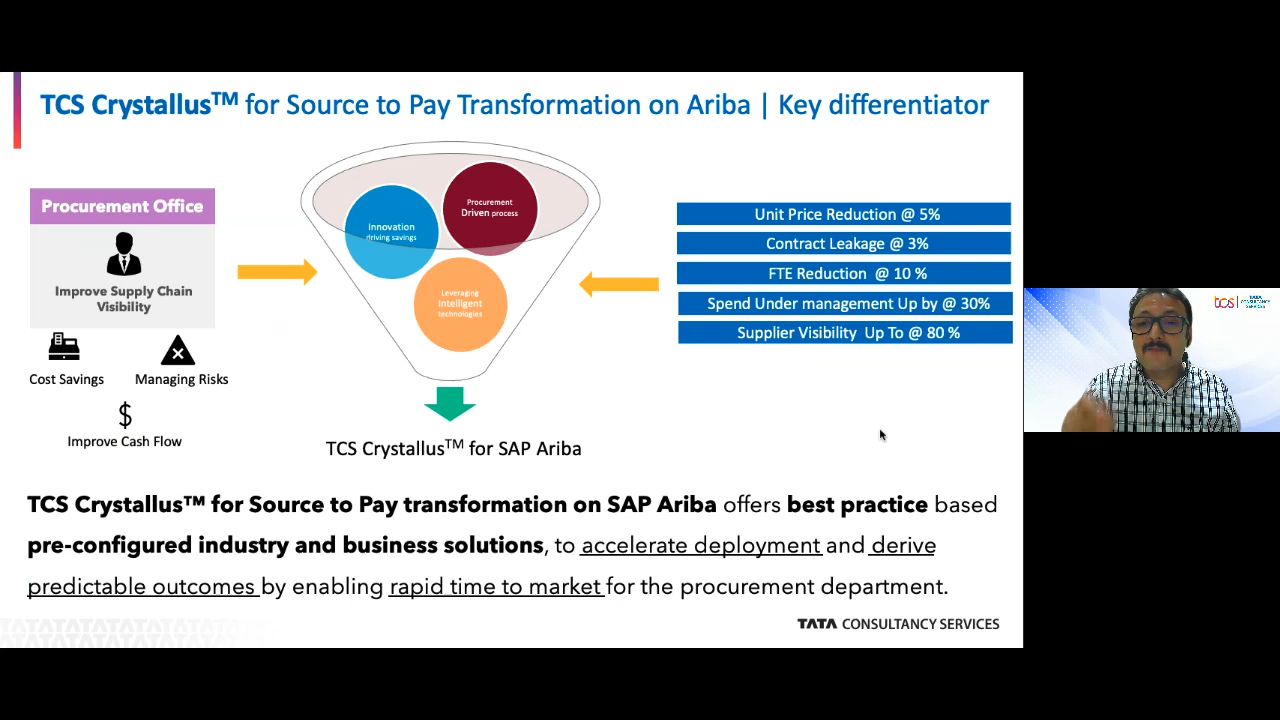 TCS Crystallus™ for Source to Pay Transformation on Ariba | Key differentiator
Procurement Office
Improve Supply Chain
Visibility
Cost Savings
Managing Risks
$
Improve Cash Flow
Procurement
Driven process
Innovation
driving savings
Leveraging
Intelligent
technologies
TCS Crystallus™ for SAP Ariba
Unit Price Reduction @ 5%
Contract Leakage @ 3%
FTE Reduction @ 10 %
Spend Under management Up by @ 30%
Supplier Visibility Up To @ 80 %
TCS Crystallus™ for Source to Pay transformation on SAP Ariba offers best practice based
pre-configured industry and business solutions, to accelerate deployment and derive
predictable outcomes by enabling rapid time to market for the procurement department.
TATA CONSULTANCY SERVICES
tcs
TATA
CONSULTANCY
SERVICES